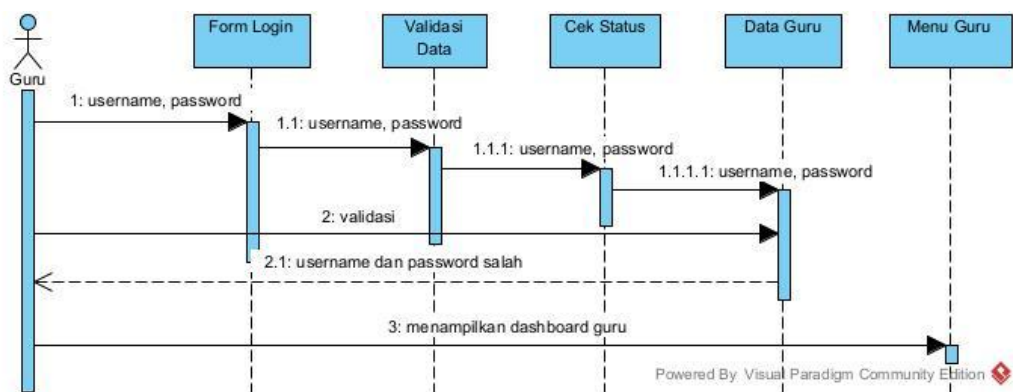 Form Login
Validasi
Data
Cek Status
Data Guru
Menu Guru
Guru
1: username, password
1.1: username, password
1.1.1: username, password
1.1.1.1: username, password
2: validasi
2.1: username dan password salah
3: menampilkan dashboard guru
Powered By Visual Paradigm Community Edition